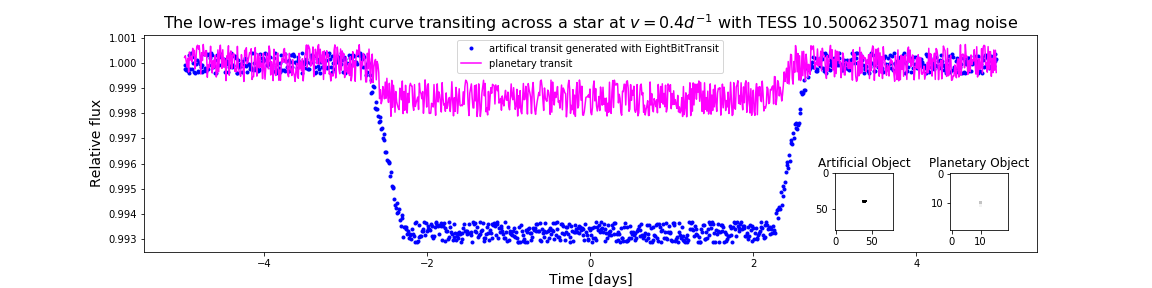 The low-res image's light curve transiting across a star at v = 0.4d⁻¹ with TESS 10.5006235071 mag noise
artifical transit generated with EightBitTransit
planetary transit
Relative flux
1.001
1.000
0.999
0.998
0.997
0.996
0.995
0.994
0.993
Artificial Object
0
50
0 50
Planetary Object
0
10
0 10
−4 −2 0 2 4
Time [days]